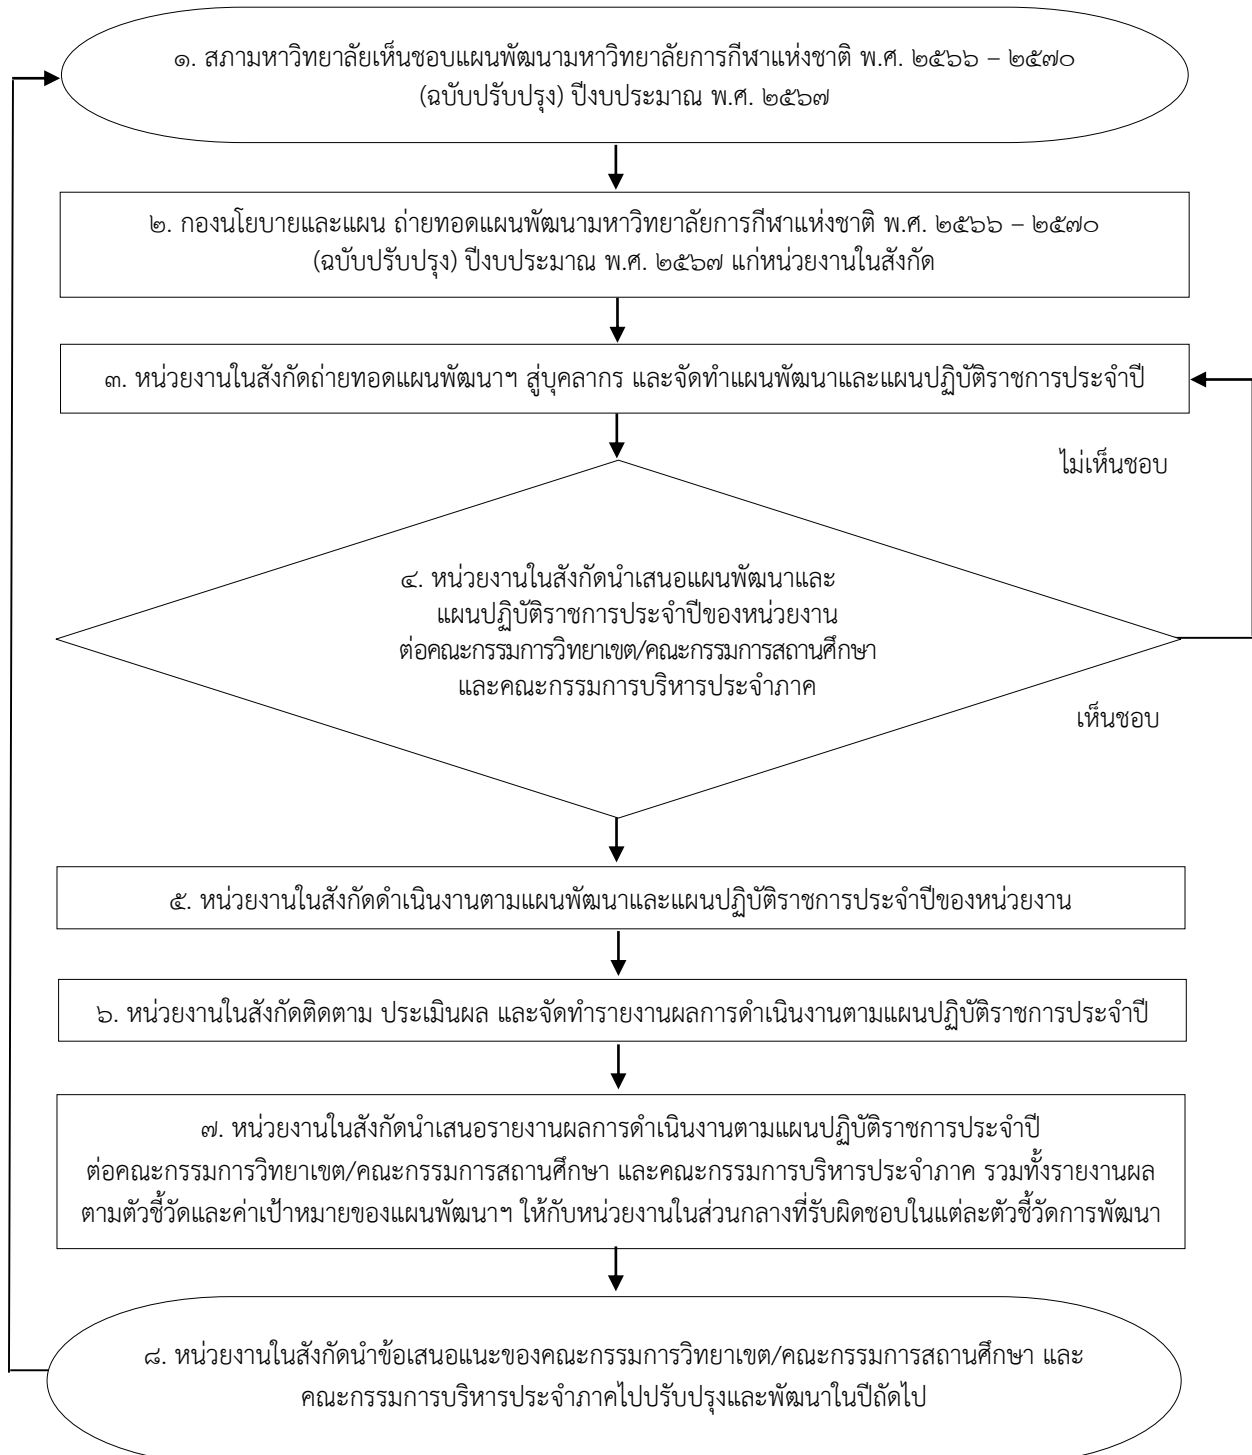 ๑. สภามหาวิทยาลัยเห็นชอบแผนพัฒนามหาวิทยาลัยการกีฬาแห่งชาติ พ.ศ. ๒๕๖๖ – ๒๕๗๐
(ฉบับปรับปรุง) ปีงบประมาณ พ.ศ. ๒๕๖๗
๒. กองนโยบายและแผน ถ่ายทอดแผนพัฒนามหาวิทยาลัยการกีฬาแห่งชาติ พ.ศ. ๒๕๖๖ – ๒๕๗๐
(ฉบับปรับปรุง) ปีงบประมาณ พ.ศ. ๒๕๖๗ แก่หน่วยงานในสังกัด
๓. หน่วยงานในสังกัดถ่ายทอดแผนพัฒนาฯ สู่บุคลากร และจัดทำแผนพัฒนาและแผนปฏิบัติราชการประจำปี
ไม่เห็นชอบ
๔. หน่วยงานในสังกัดนำเสนอแผนพัฒนาและ
แผนปฏิบัติราชการประจำปีของหน่วยงาน
ต่อคณะกรรมการวิทยาเขต/คณะกรรมการสถานศึกษา
และคณะกรรมการบริหารประจำภาค
เห็นชอบ
๕. หน่วยงานในสังกัดดำเนินงานตามแผนพัฒนาและแผนปฏิบัติราชการประจำปีของหน่วยงาน
๖. หน่วยงานในสังกัดติดตาม ประเมินผล และจัดทำรายงานผลการดำเนินงานตามแผนปฏิบัติราชการประจำปี
๗. หน่วยงานในสังกัดนำเสนอรายงานผลการดำเนินงานตามแผนปฏิบัติราชการประจำปี
ต่อคณะกรรมการวิทยาเขต/คณะกรรมการสถานศึกษา และคณะกรรมการบริหารประจำภาค รวมทั้งรายงานผล
ตามตัวชี้วัดและค่าเป้าหมายของแผนพัฒนาฯ ให้กับหน่วยงานในส่วนกลางที่รับผิดชอบในแต่ละตัวชี้วัดการพัฒนา
๘. หน่วยงานในสังกัดนำข้อเสนอแนะของคณะกรรมการวิทยาเขต/คณะกรรมการสถานศึกษา และ
คณะกรรมการบริหารประจำภาคไปปรับปรุงและพัฒนาในปีถัดไป